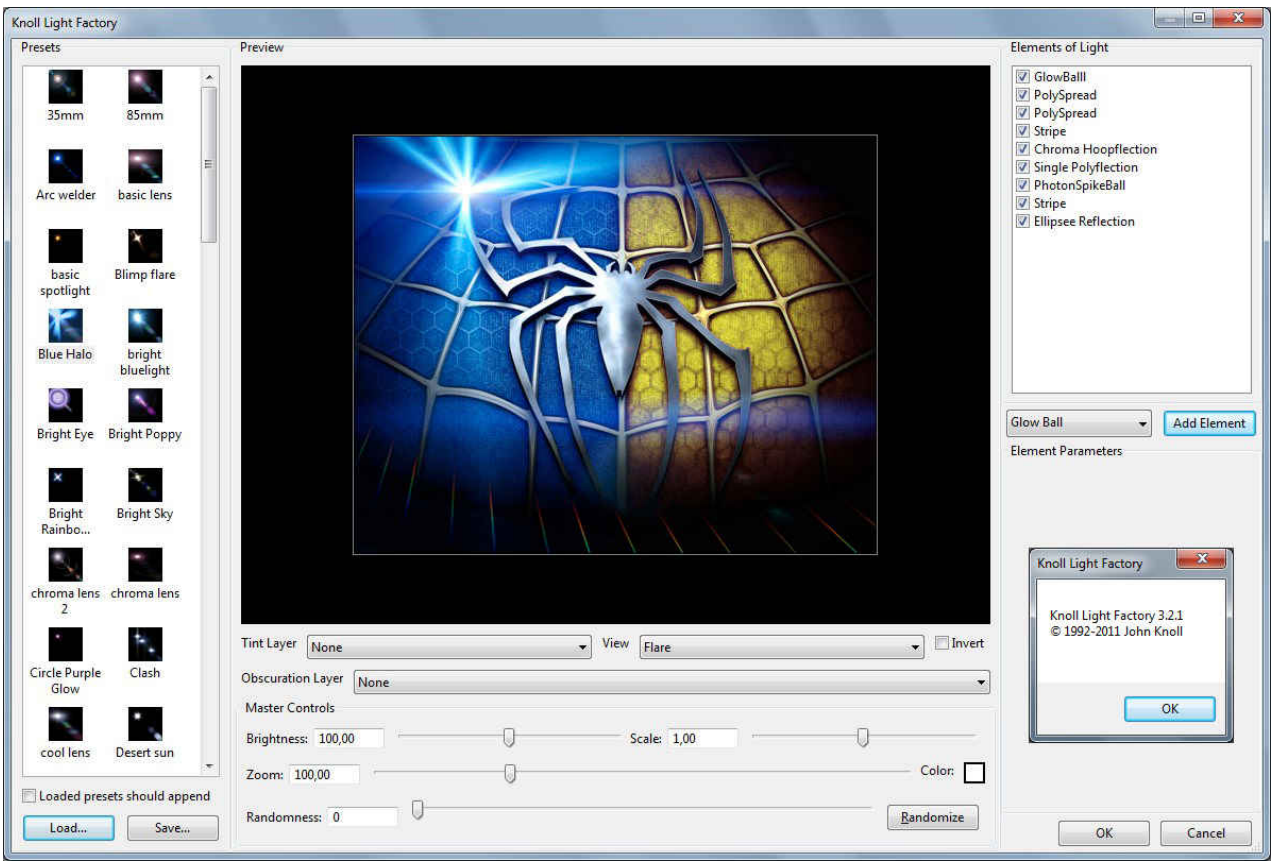 Knoll Light Factory
Presets
35mm
85mm
Arc welder
basic lens
basic
spotlight
Blimp flare
Blue Halo
bright
bluelight
Bright Eye
Bright Poppy
Bright
Rainbo...
Bright Sky
chroma lens
2
chroma lens
Circle Purple
Glow
Clash
cool lens
Desert sun
Loaded presets should append
Load...
Save...
Preview
Tint Layer
None
View
Flare
Invert
Obscuration Layer
None
Master Controls
Brightness:
100,00
Scale:
1,00
Zoom:
100,00
Color:
Randomness:
0
Randomize
Elements of Light
GlowBalll
PolySpread
PolySpread
Stripe
Chroma Hoopflection
Single Polyflection
PhotonSpikeBall
Stripe
Ellipsee Reflection
Glow Ball
Add Element
Element Parameters
Knoll Light Factory
Knoll Light Factory 3.2.1
© 1992-2011 John Knoll
OK
OK
Cancel